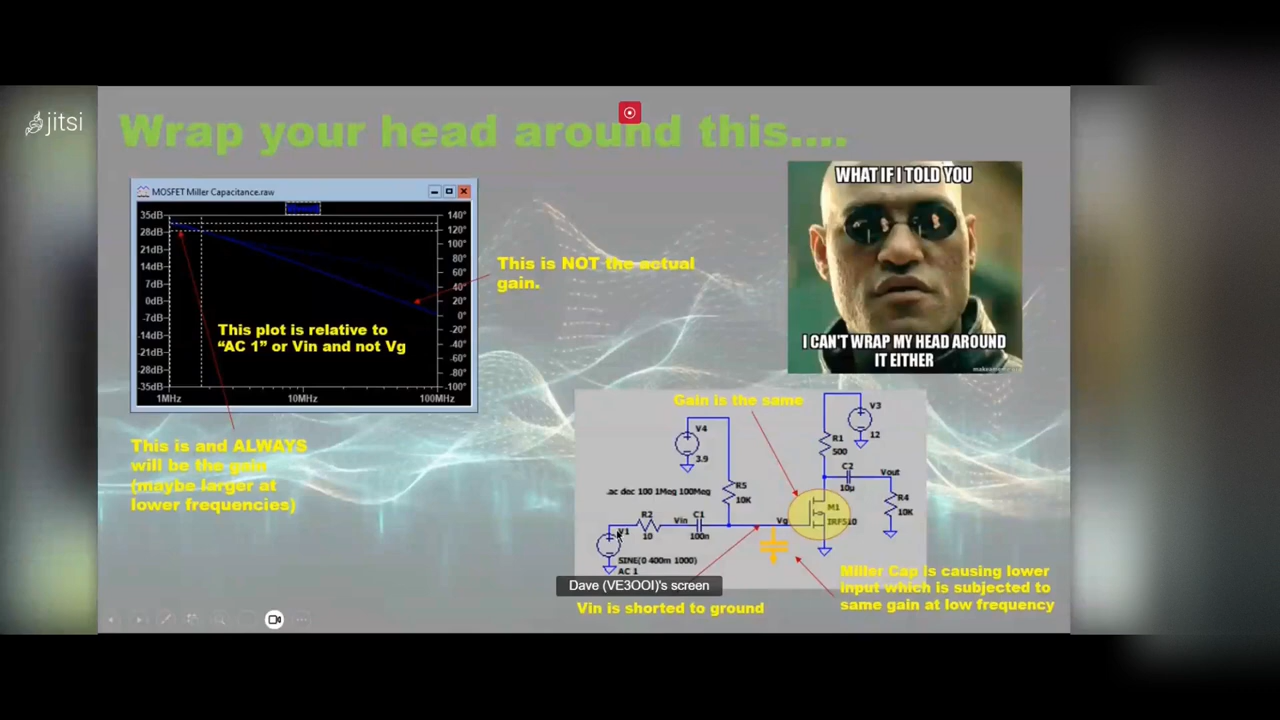 jitsi
Wrap your head around this....
MOSFET Miller Capacitance.raw
35dB
28dB
21dB
14dB
7dB
0dB
-7dB
-14dB
-21dB
-28dB
-35dB
140°
120°
100°
80°
60°
40°
20°
0°
-20°
-40°
-60°
-80°
-100°
1MHz
10MHz
100MHz
This plot is relative to
“AC 1” or Vin and not Vg
This is NOT the actual
gain.
This is and ALWAYS
will be the gain
(maybe larger at
lower frequencies)
WHAT IF I TOLD YOU
I CAN'T WRAP MY HEAD AROUND
IT EITHER
Gain is the same
V4
3.9
V3
12
R1
500
C2
10µ
Vout
R4
10K
R5
10K
.ac dec 100 1Meg 100Meg
R2
10
Vin
C1
100n
Vg
M1
IRF510
V1
SINE(0 400m 1000)
AC 1
Dave (VE3OOI)'s screen
Vin is shorted to ground
Miller Cap is causing lower
input which is subjected to
same gain at low frequency